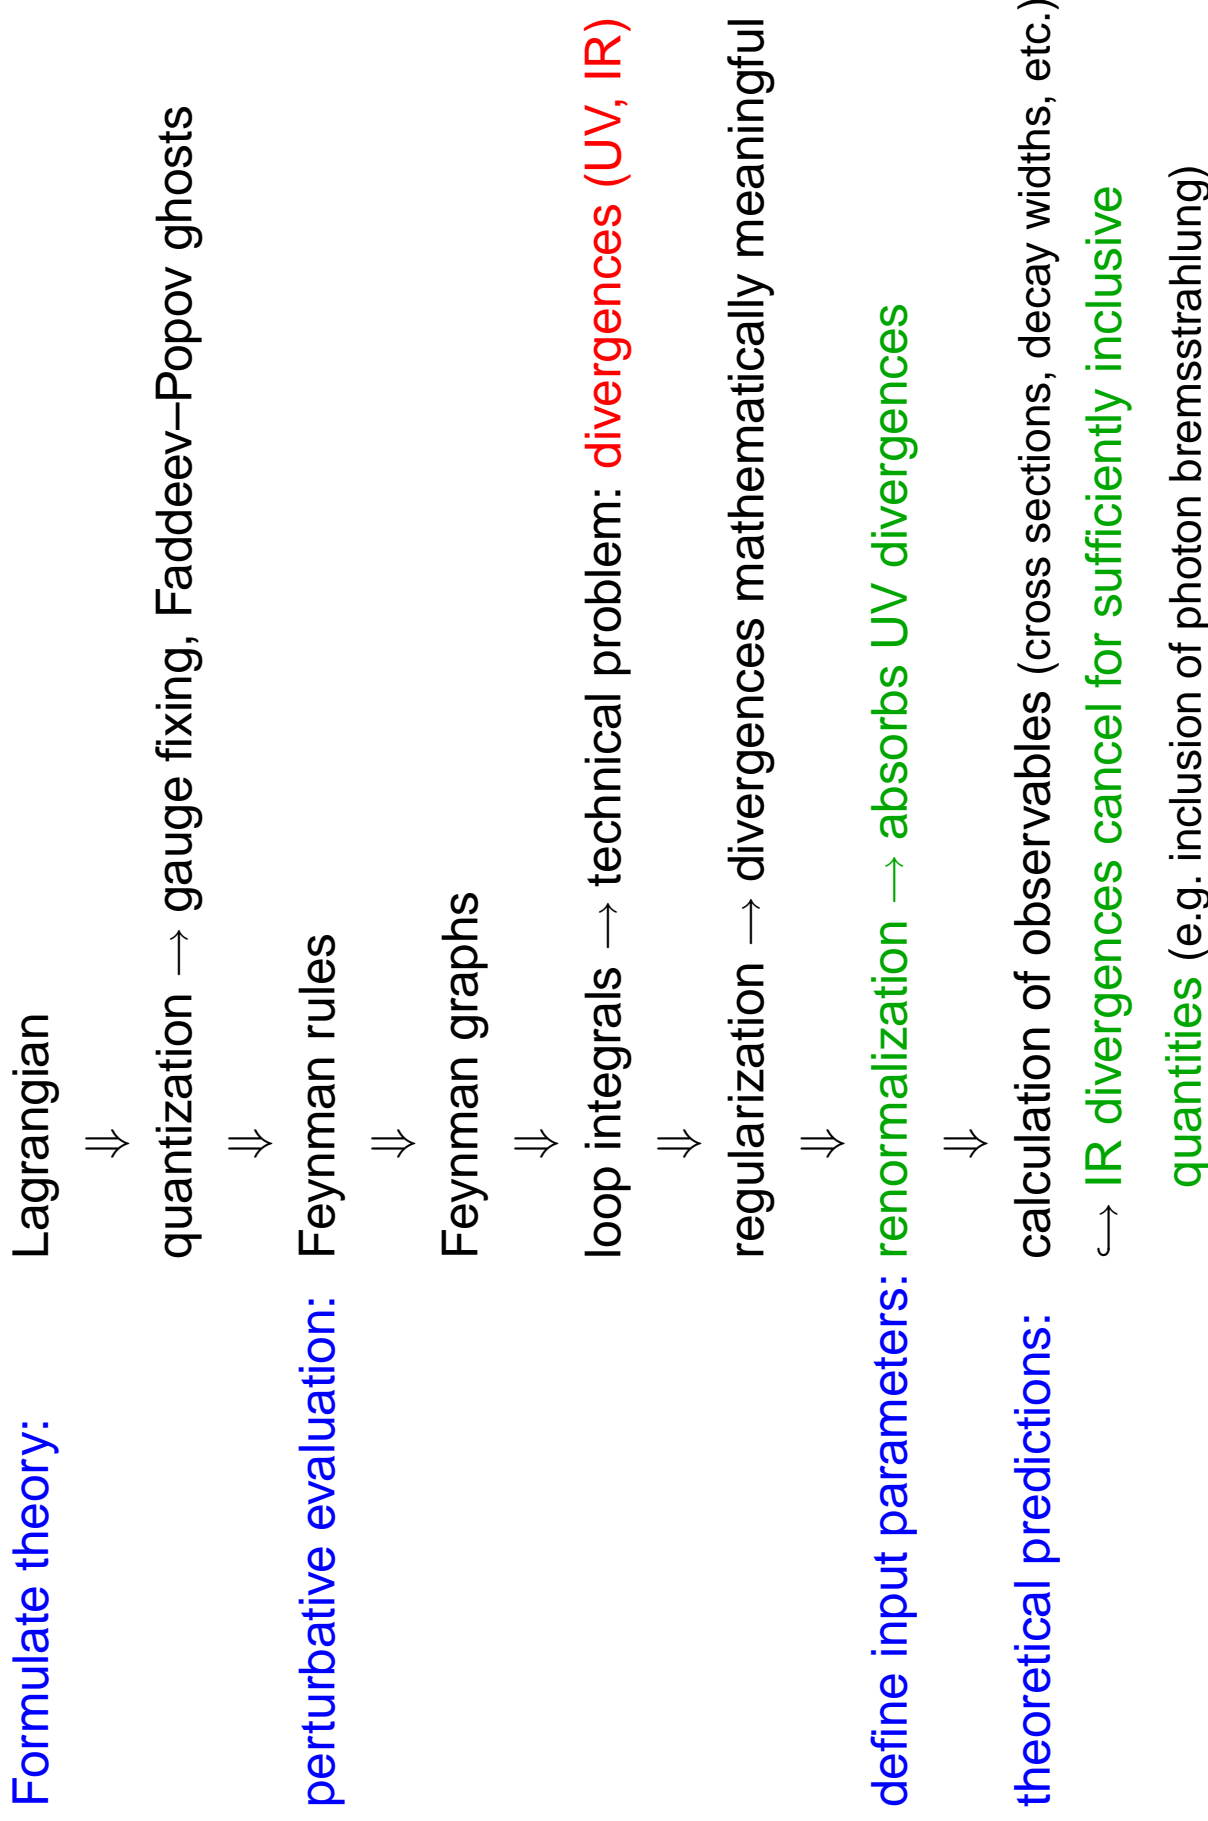 Formulate theory: Lagrangian
⇓
quantization → gauge fixing, Faddeev–Popov ghosts
⇓
perturbative evaluation: Feynman rules
⇓
Feynman graphs
⇓
loop integrals → technical problem: divergences (UV, IR)
⇓
regularization → divergences mathematically meaningful
⇓
define input parameters: renormalization → absorbs UV divergences
⇓
theoretical predictions: calculation of observables (cross sections, decay widths, etc.)
↪ IR divergences cancel for sufficiently inclusive
quantities (e.g. inclusion of photon bremsstrahlung)